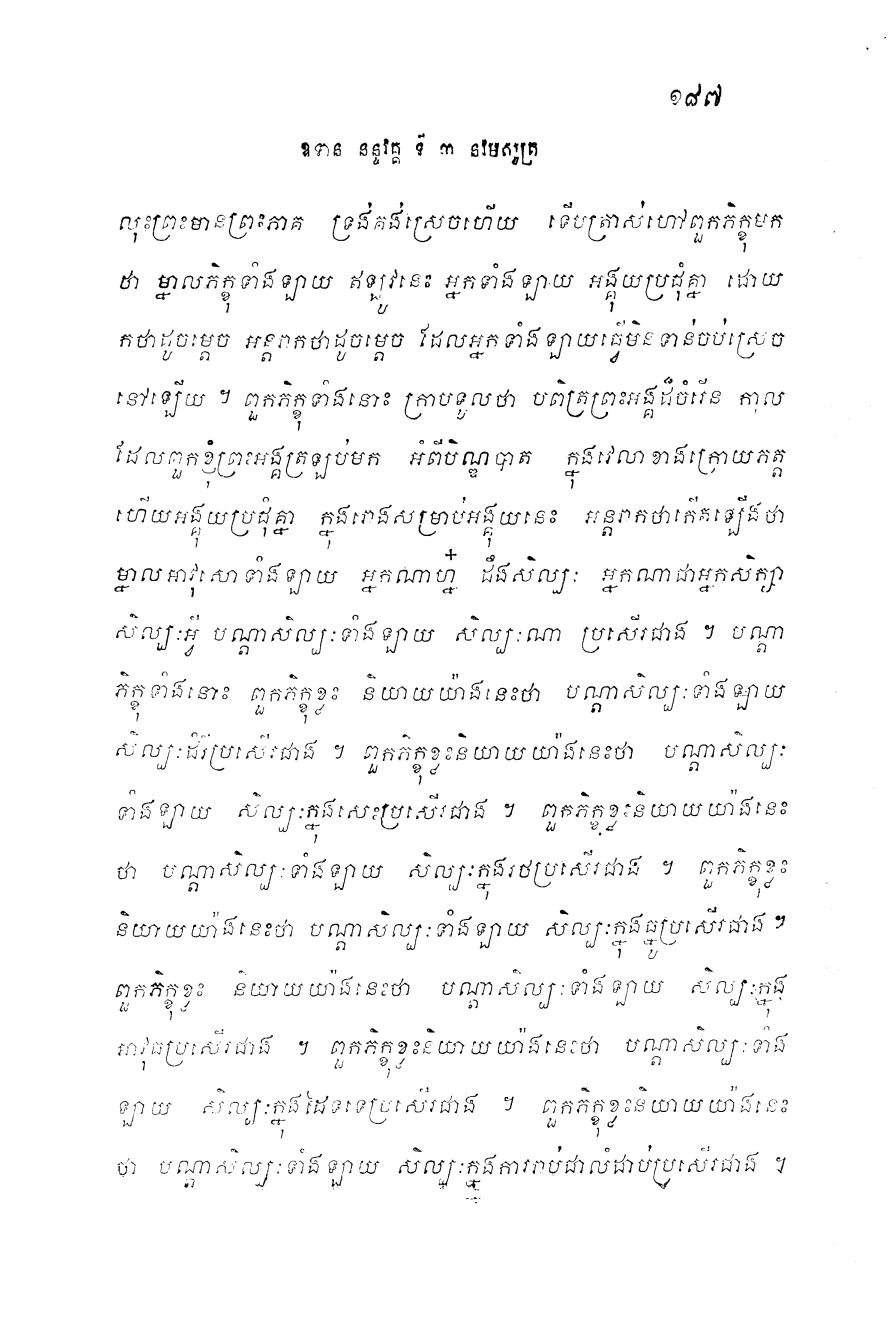 ១៨៧
ឧទាន នន្ទវគ្គ ទី ៣ នវមសូត្រ
លុះព្រះមានព្រះភាគ ទ្រង់គង់ស្រេចហើយ ទើបត្រាស់ហៅពួកភិក្ខុមក
ថា ម្នាលភិក្ខុទាំងឡាយ ឥឡូវនេះ អ្នកទាំងឡាយ អង្គុយប្រជុំគ្នា ដោយ
កថាដូចម្តេច អន្តរាកថាដូចម្តេច ដែលអ្នកទាំងឡាយធ្វើមិនទាន់ចប់ស្រេច
នៅឡើយ ។ ពួកភិក្ខុទាំងនោះ ក្រាបទូលថា បពិត្រព្រះអង្គដ៏ចំរើន កាល
ដែលពួកខ្ញុំព្រះអង្គត្រឡប់មក អំពីបិណ្ឌបាត ក្នុងវេលាខាងក្រោយភត្ត
ហើយអង្គុយប្រជុំគ្នា ក្នុងរោងសម្រាប់អង្គុយនេះ អន្តរាកថាកើតឡើងថា
ម្នាលអាវុសោទាំងឡាយ អ្នកណាហ្ន៎ ដឹងសិល្បៈ អ្នកណាជាអ្នកសិក្សា
សិល្បៈអ្វី បណ្តាសិល្បៈទាំងឡាយ សិល្បៈណា ប្រសើរជាង ។ បណ្តា
ភិក្ខុទាំងនោះ ពួកភិក្ខុខ្លះ និយាយយ៉ាងនេះថា បណ្តាសិល្បៈទាំងឡាយ
សិល្បៈដំរីប្រសើរជាង ។ ពួកភិក្ខុខ្លះនិយាយយ៉ាងនេះថា បណ្តាសិល្បៈ
ទាំងឡាយ សិល្បៈក្នុងសេះប្រសើរជាង ។ ពួកភិក្ខុខ្លះនិយាយយ៉ាងនេះ
ថា បណ្តាសិល្បៈទាំងឡាយ សិល្បៈក្នុងរថប្រសើរជាង ។ ពួកភិក្ខុខ្លះ
និយាយយ៉ាងនេះថា បណ្តាសិល្បៈទាំងឡាយ សិល្បៈក្នុងធ្នូប្រសើរជាង ។
ពួកភិក្ខុខ្លះ និយាយយ៉ាងនេះថា បណ្តាសិល្បៈទាំងឡាយ សិល្បៈក្នុង
អាវុធប្រសើរជាង ។ ពួកភិក្ខុខ្លះនិយាយយ៉ាងនេះថា បណ្តាសិល្បៈទាំង
ឡាយ សិល្បៈក្នុងដៃទទេប្រសើរជាង ។ ពួកភិក្ខុខ្លះនិយាយយ៉ាងនេះ
ថា បណ្តាសិល្បៈទាំងឡាយ សិល្បៈក្នុងការរាប់ជាលំដាប់ប្រសើរជាង ។